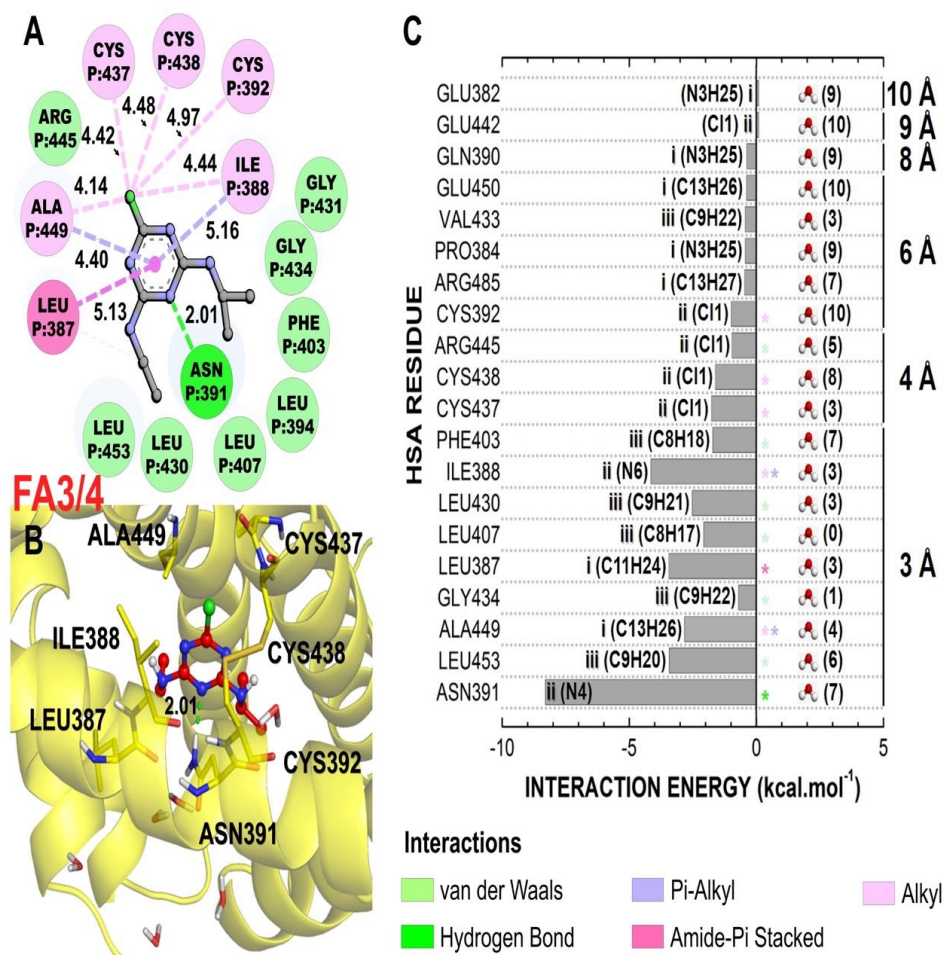 A
CYS
P:437
CYS
P:438
CYS
P:392
ARG
P:445
4.42
4.48
4.97
4.44
ILE
P:388
GLY
P:431
4.14
ALA
P:449
5.16
GLY
P:434
4.40
LEU
P:387
5.13
2.01
PHE
P:403
ASN
P:391
LEU
P:394
LEU
P:453
LEU
P:430
LEU
P:407
FA3/4
B
ALA449
CYS437
ILE388
CYS438
LEU387
2.01
CYS392
ASN391
C
HSA RESIDUE
GLU382 (N3H25) i (9) 10 Å
GLU442 (Cl1) ii (10) 9 Å
GLN390 i (N3H25) (9) 8 Å
GLU450 i (C13H26) (10)
VAL433 iii (C9H22) (3)
PRO384 i (N3H25) (9) 6 Å
ARG485 i (C13H27) (7)
CYS392 ii (Cl1) * (10)
ARG445 ii (Cl1) * (5)
CYS438 ii (Cl1) * (8) 4 Å
CYS437 ii (Cl1) * (3)
PHE403 iii (C8H18) * (7)
ILE388 ii (N6) ** (3)
LEU430 iii (C9H21) * (3)
LEU407 iii (C8H17) * (0)
LEU387 i (C11H24) * (3) 3 Å
GLY434 iii (C9H22) * (1)
ALA449 i (C13H26) ** (4)
LEU453 iii (C9H20) * (6)
ASN391 ii (N4) * (7)
-10 -5 0 5
INTERACTION ENERGY (kcal.mol⁻¹)
Interactions
van der Waals Pi-Alkyl Alkyl
Hydrogen Bond Amide-Pi Stacked